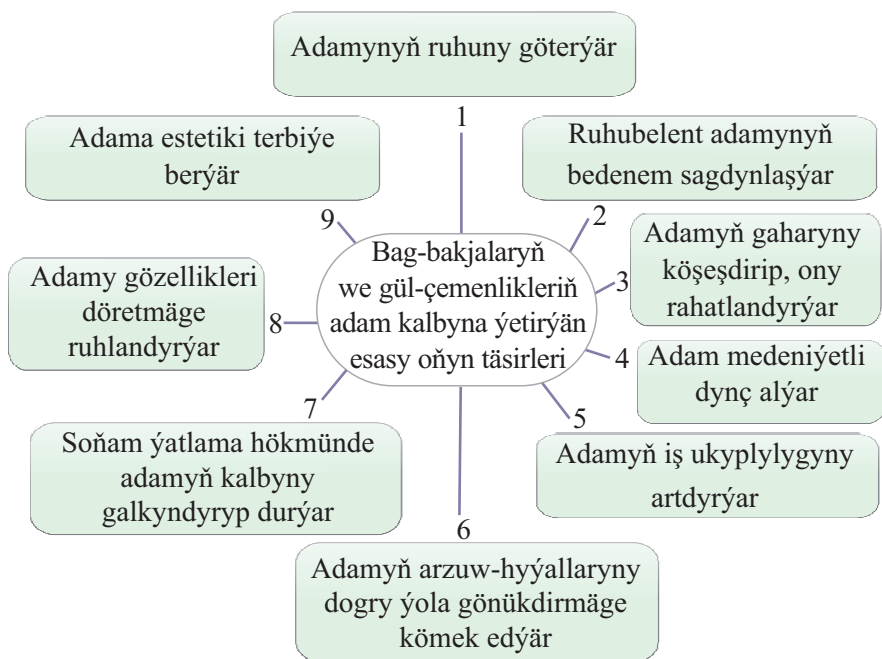 Adamynyň ruhuny göterýär
1
Ruhubelent adamynyň
bedenem sagdynlaşýar
2
Adamyň gaharyny
köşeşdirip, ony
rahatlandyrýar
3
Adam medeniýetli
dynç alýar
4
Adamyň iş ukyplylygyny
artdyrýar
5
Adamyň arzuw-hyýallaryny
dogry ýola gönükdirmäge
kömek edýär
6
Soňam ýatlama hökmünde
adamyň kalbyny
galkyndyryp durýar
7
Adamy gözellikleri
döretmäge
ruhlandyrýar
8
Adama estetiki terbiýe
berýär
9
Bag-bakjalaryň
we gül-çemenlikleriň
adam kalbyna ýetirýän
esasy oňyn täsirleri